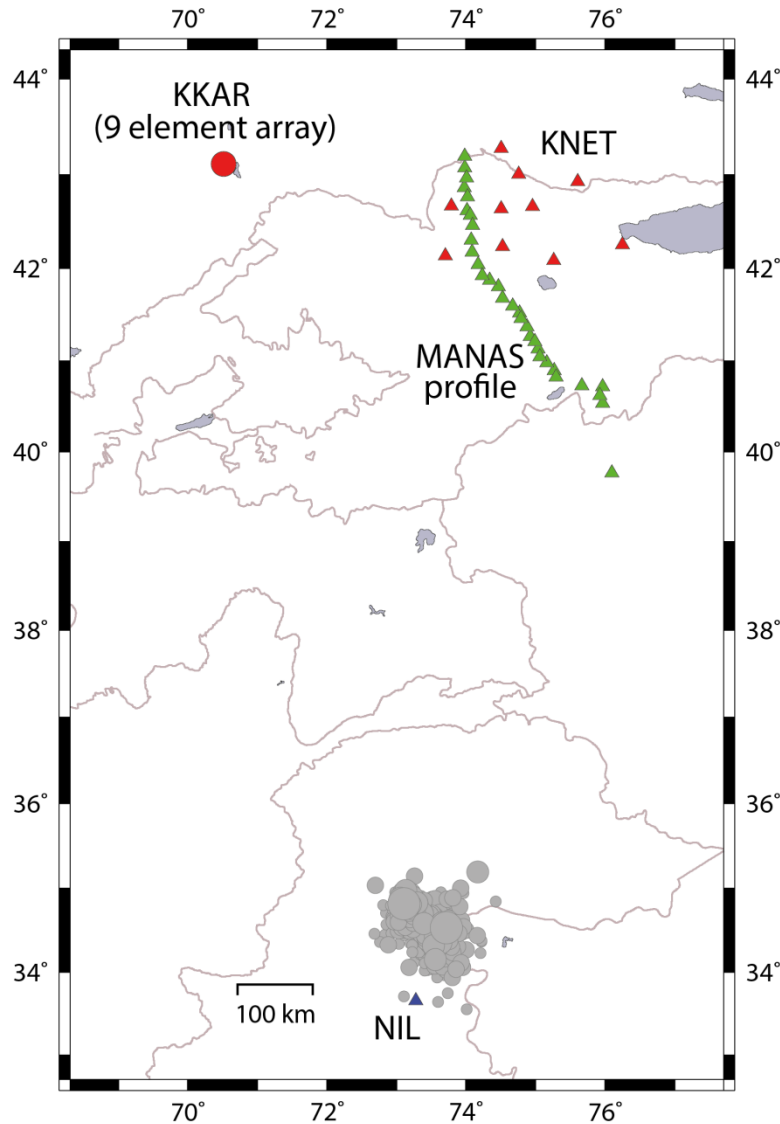 70˚ 72˚ 74˚ 76˚
44˚ 44˚
KKAR
(9 element array)
KNET
42˚ 42˚
MANAS
profile
40˚ 40˚
38˚ 38˚
36˚ 36˚
34˚ 34˚
100 km
NIL
70˚ 72˚ 74˚ 76˚